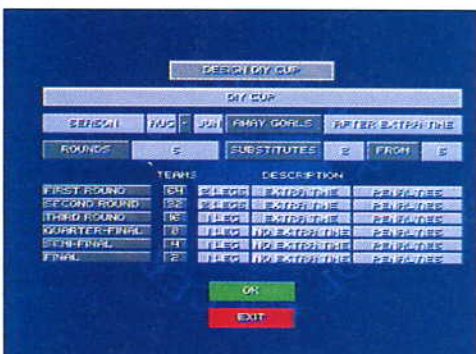 DESIGN DIY CUP
DIY CUP
SEASON AUG - JUN AWAY GOALS AFTER EXTRA TIME
ROUNDS 6 SUBSTITUTES 2 FROM 5
TEAMS DESCRIPTION
FIRST ROUND 64 2 LEGS EXTRA TIME PENALTIES
SECOND ROUND 32 2 LEGS EXTRA TIME PENALTIES
THIRD ROUND 16 1 LEG EXTRA TIME PENALTIES
QUARTER-FINAL 8 1 LEG NO EXTRA TIME PENALTIES
SEMI-FINAL 4 1 LEG NO EXTRA TIME PENALTIES
FINAL 2 1 LEG NO EXTRA TIME PENALTIES
OK
EXIT